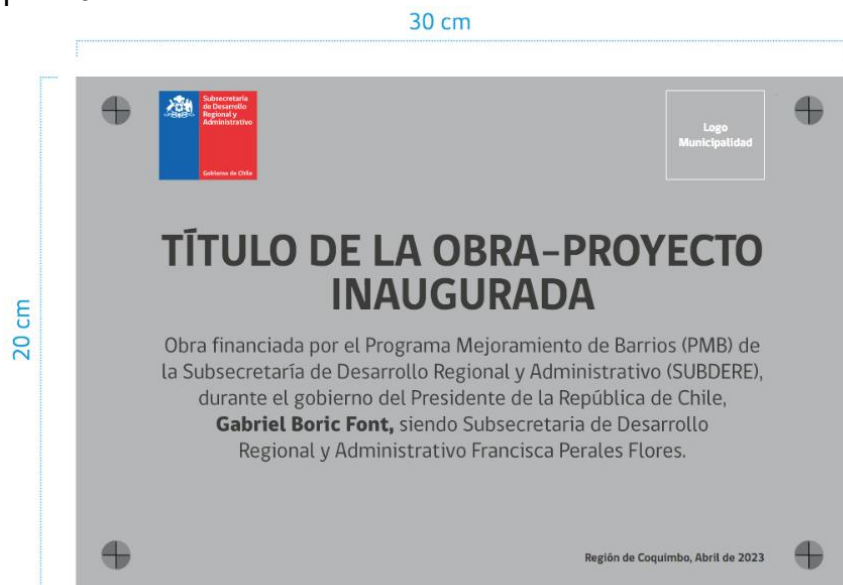 30 cm
20 cm
Subsecretaría
de Desarrollo
Regional y
Administrativo
Gobierno de Chile
Logo
Municipalidad
TÍTULO DE LA OBRA–PROYECTO
INAUGURADA
Obra financiada por el Programa Mejoramiento de Barrios (PMB) de
la Subsecretaría de Desarrollo Regional y Administrativo (SUBDERE),
durante el gobierno del Presidente de la República de Chile,
Gabriel Boric Font, siendo Subsecretaria de Desarrollo
Regional y Administrativo Francisca Perales Flores.
Región de Coquimbo, Abril de 2023